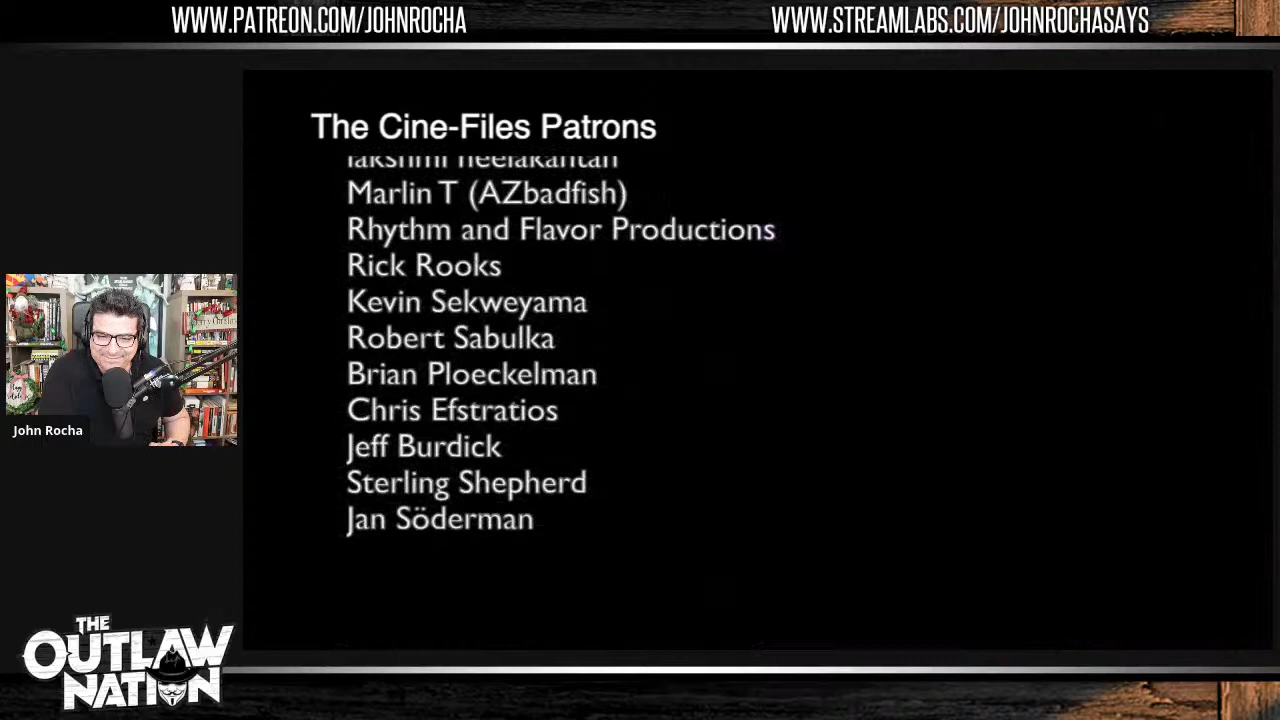 WWW.PATREON.COM/JOHNROCHA
WWW.STREAMLABS.COM/JOHNROCHASAYS
The Cine-Files Patrons
lakshmi neelakantan
Marlin T (AZbadfish)
Rhythm and Flavor Productions
Rick Rooks
Kevin Sekweyama
Robert Sabulka
Brian Ploeckelman
Chris Efstratios
Jeff Burdick
Sterling Shepherd
Jan Söderman
John Rocha
THE
OUTLAW
NATION